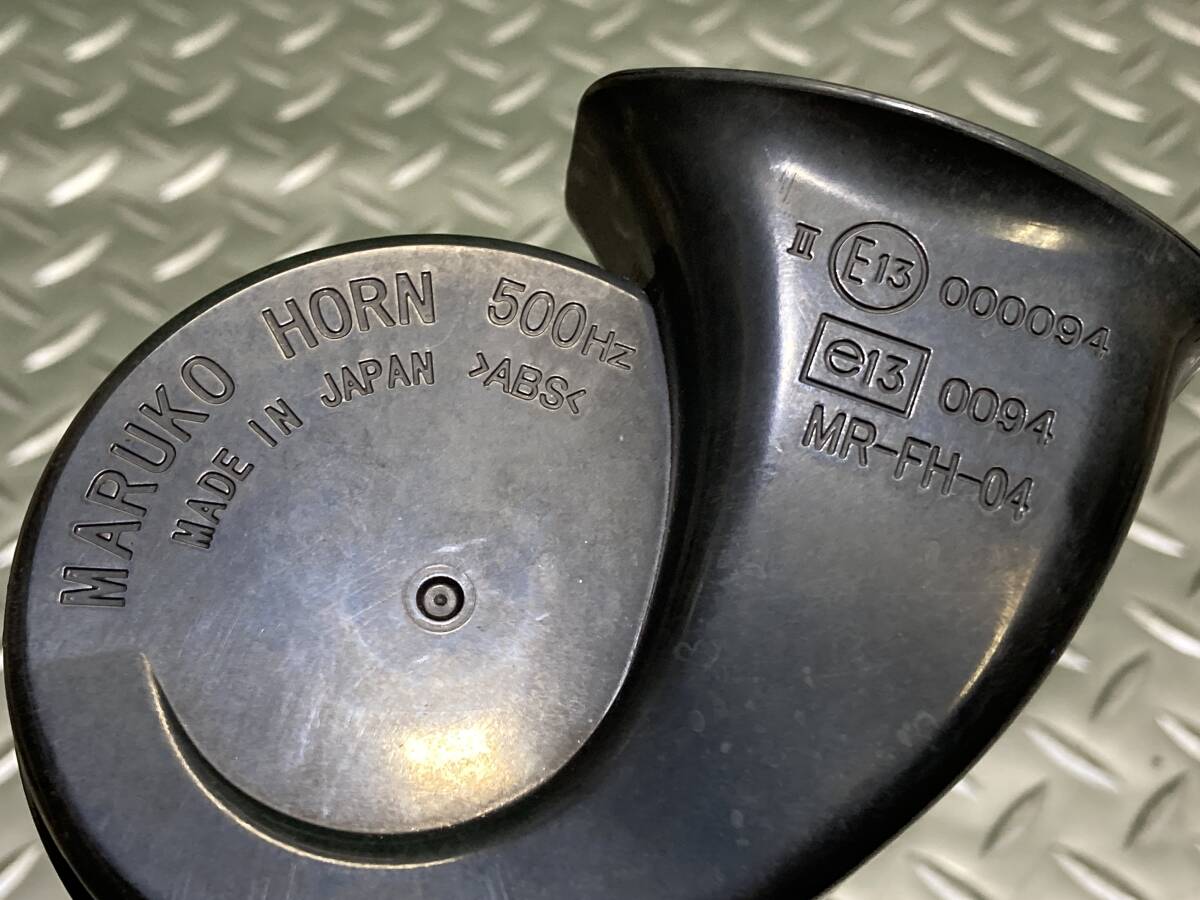 MARUKO HORN 500Hz
MADE IN JAPAN >ABS<
II E13 000094
e13 0094
MR-FH-04